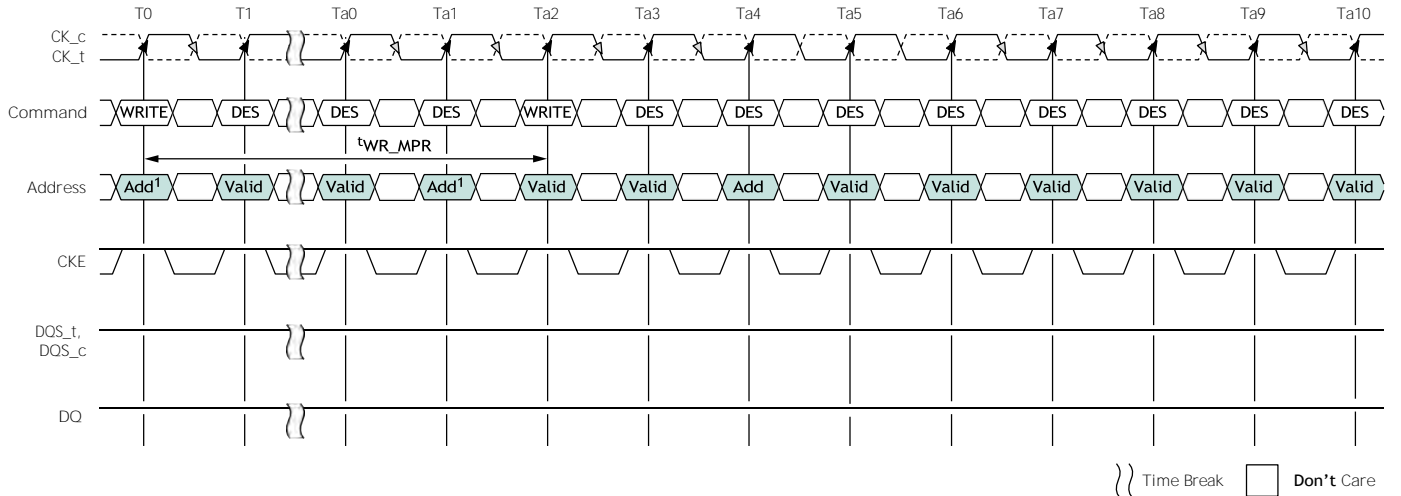 T0 T1 Ta0 Ta1 Ta2 Ta3 Ta4 Ta5 Ta6 Ta7 Ta8 Ta9 Ta10
CK_c
CK_t
Command WRITE DES DES DES WRITE DES DES DES DES DES DES DES DES
tWR_MPR
Address Add1 Valid Valid Add1 Valid Valid Add Valid Valid Valid Valid Valid Valid
CKE
DQS_t,
DQS_c
DQ
Time Break Don't Care